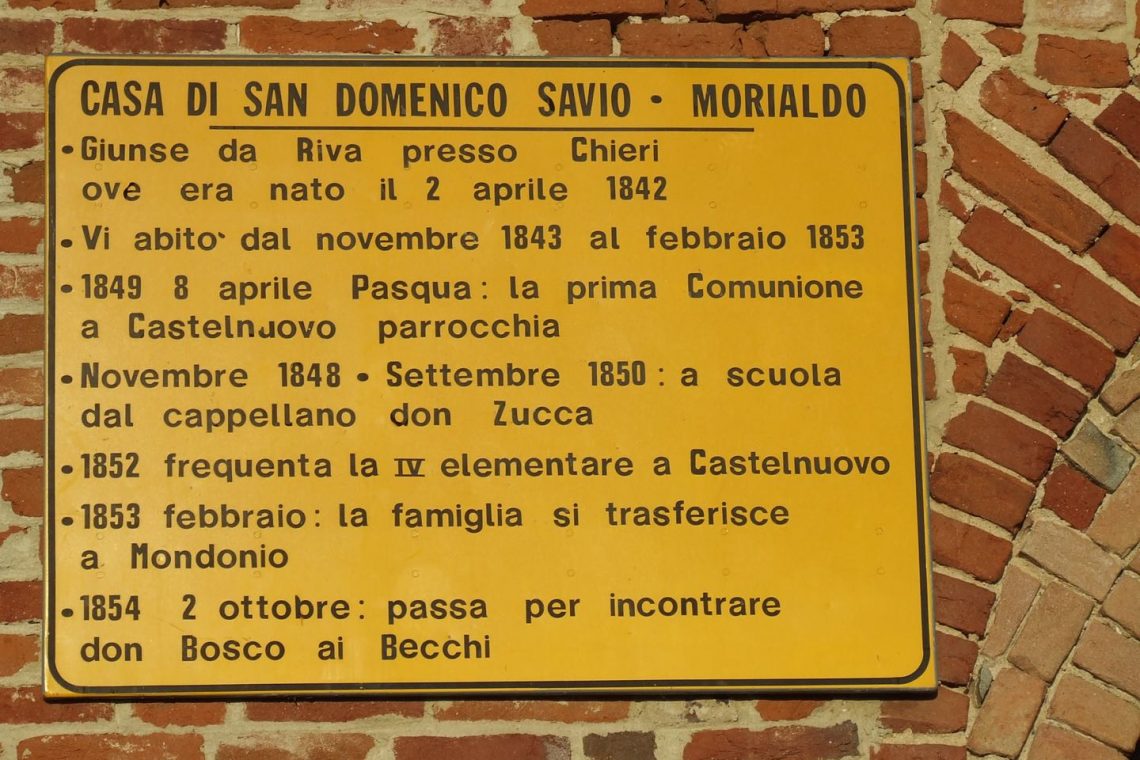 CASA DI SAN DOMENICO SAVIO - MORIALDO
•Giunse da Riva presso Chieri
ove era nato il 2 aprile 1842
•Vi abitò dal novembre 1843 al febbraio 1853
•1849 8 aprile Pasqua: la prima Comunione
a Castelnuovo parrocchia
•Novembre 1848 • Settembre 1850: a scuola
dal cappellano don Zucca
•1852 frequenta la IV elementare a Castelnuovo
•1853 febbraio: la famiglia si trasferisce
a Mondonio
•1854 2 ottobre: passa per incontrare
don Bosco ai Becchi